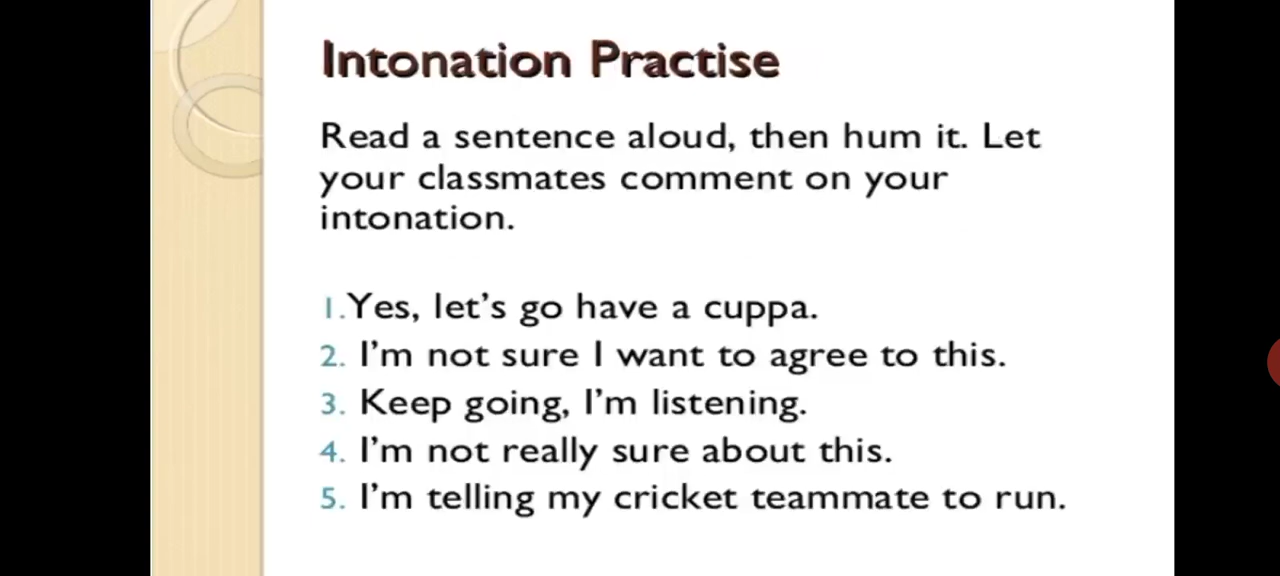 Intonation Practise
Read a sentence aloud, then hum it. Let
your classmates comment on your
intonation.
1.Yes, let's go have a cuppa.
2. I'm not sure I want to agree to this.
3. Keep going, I'm listening.
4. I'm not really sure about this.
5. I'm telling my cricket teammate to run.